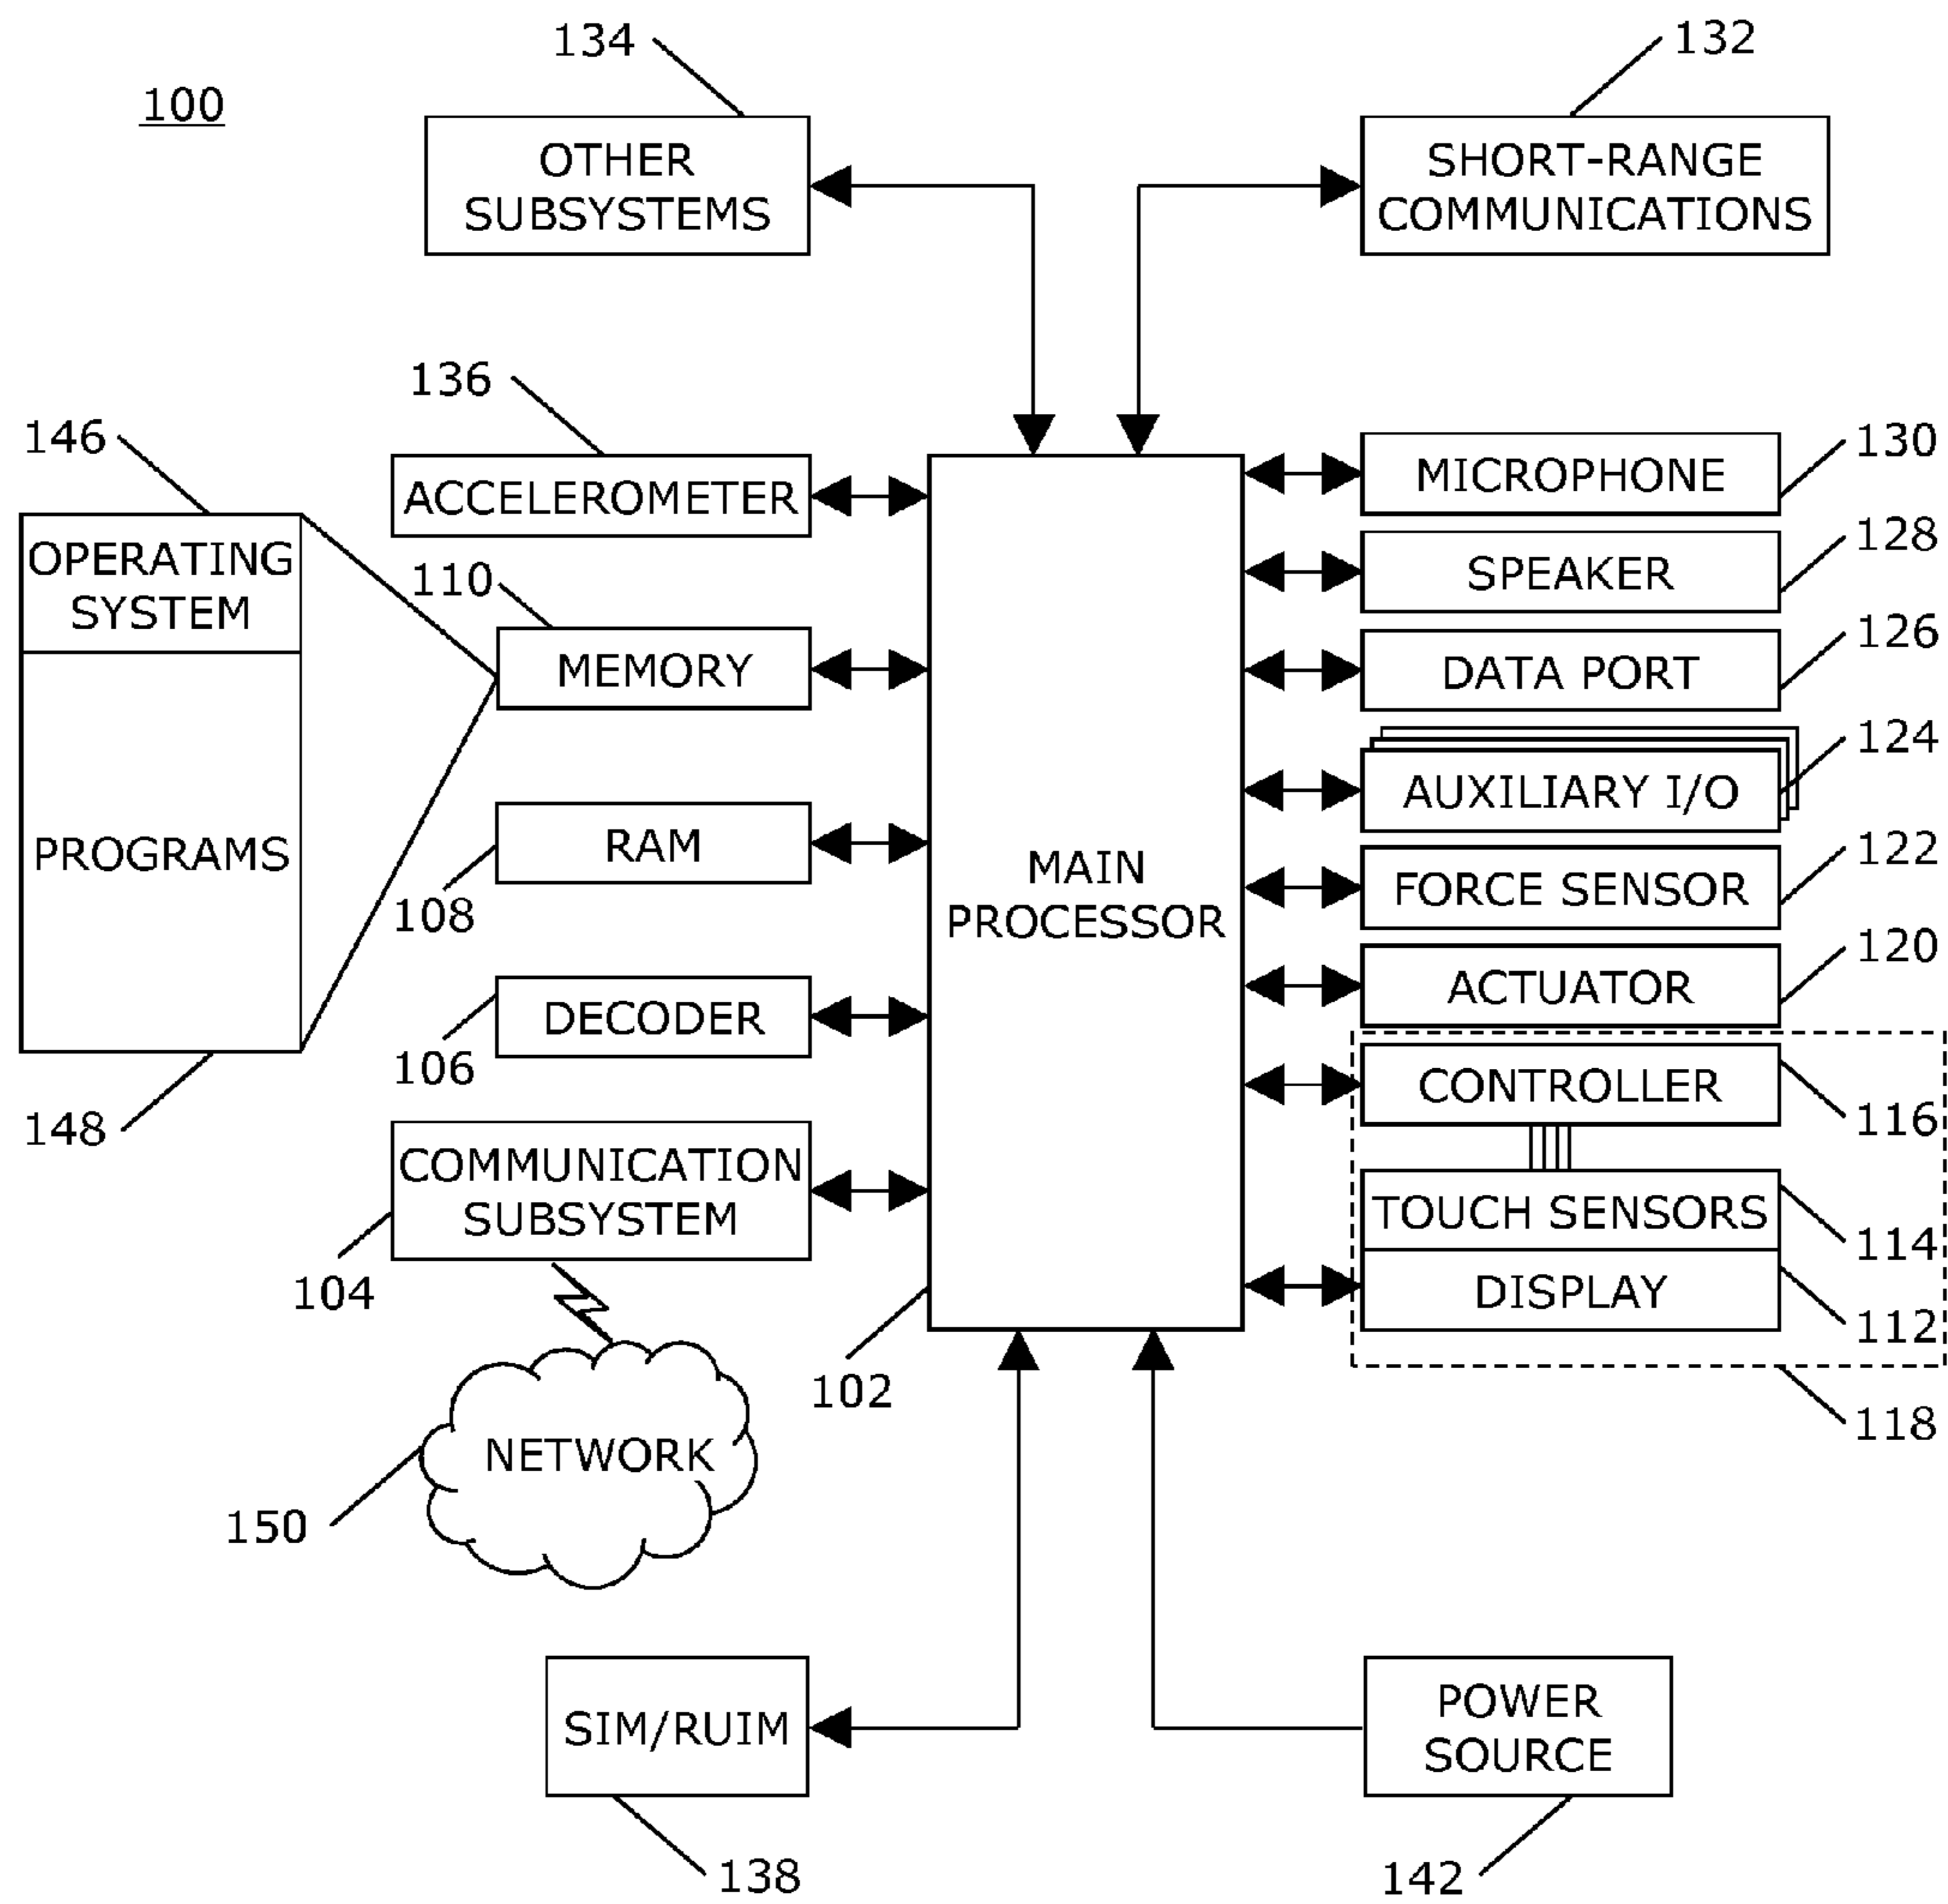 134
132
100
OTHER
SUBSYSTEMS
SHORT-RANGE
COMMUNICATIONS
136
146
ACCELEROMETER
MICROPHONE
130
OPERATING
SYSTEM
110
SPEAKER
128
MEMORY
DATA PORT
126
AUXILIARY I/O
124
PROGRAMS
RAM
108
MAIN
PROCESSOR
FORCE SENSOR
122
DECODER
106
ACTUATOR
120
148
CONTROLLER
116
COMMUNICATION
SUBSYSTEM
104
TOUCH SENSORS
114
DISPLAY
112
102
118
NETWORK
150
SIM/RUIM
POWER
SOURCE
138
142